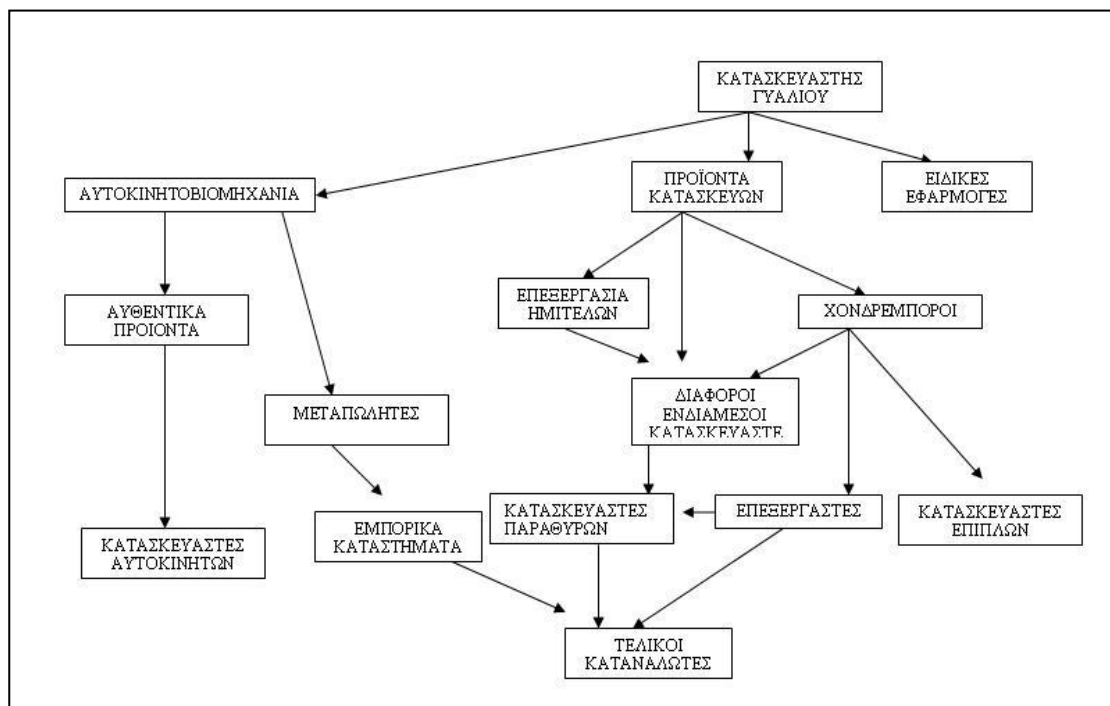 ΚΑΤΑΣΚΕΥΑΣΤΗΣ
ΓΥΑΛΙΟΥ
ΑΥΤΟΚΙΝΗΤΟΒΙΟΜΗΧΑΝΙΑ
ΠΡΟΪΟΝΤΑ
ΚΑΤΑΣΚΕΥΩΝ
ΕΙΔΙΚΕΣ
ΕΦΑΡΜΟΓΕΣ
ΑΥΘΕΝΤΙΚΑ
ΠΡΟΙΟΝΤΑ
ΕΠΕΞΕΡΓΑΣΙΑ
ΗΜΙΤΕΛΩΝ
ΧΟΝΔΡΕΜΠΟΡΟΙ
ΜΕΤΑΠΩΛΗΤΕΣ
ΔΙΑΦΟΡΟΙ
ΕΝΔΙΑΜΕΣΟΙ
ΚΑΤΑΣΚΕΥΑΣΤΕ
ΕΜΠΟΡΙΚΑ
ΚΑΤΑΣΤΗΜΑΤΑ
ΚΑΤΑΣΚΕΥΑΣΤΕΣ
ΠΑΡΑΘΥΡΩΝ
ΕΠΕΞΕΡΓΑΣΤΕΣ
ΚΑΤΑΣΚΕΥΑΣΤΕΣ
ΕΠΙΠΛΩΝ
ΚΑΤΑΣΚΕΥΑΣΤΕΣ
ΑΥΤΟΚΙΝΗΤΩΝ
ΤΕΛΙΚΟΙ
ΚΑΤΑΝΑΛΩΤΕΣ